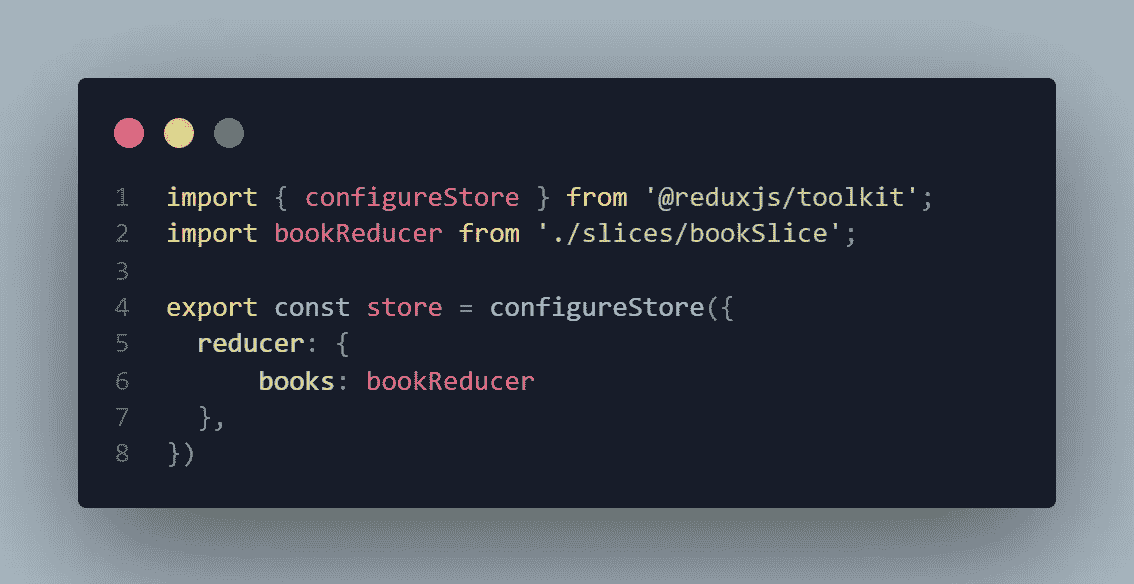 1 import { configureStore } from '@reduxjs/toolkit';
2 import bookReducer from './slices/bookSlice';
3
4 export const store = configureStore({
5   reducer: {
6       books: bookReducer
7   },
8 })